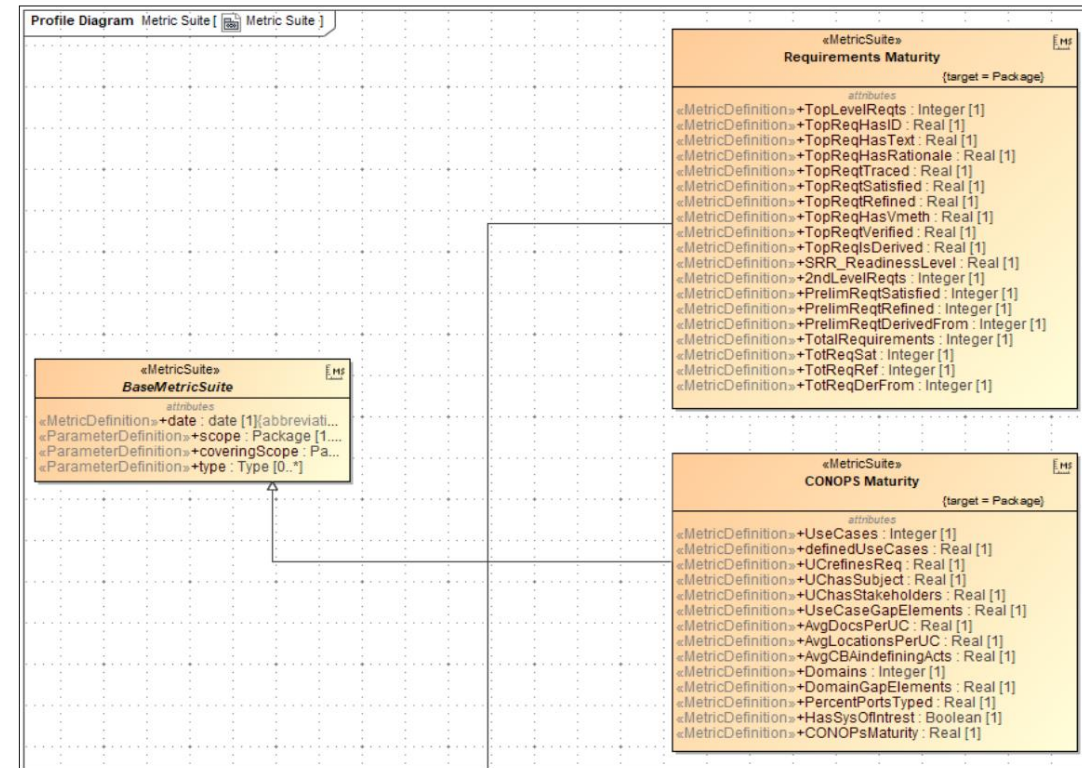 Profile Diagram Metric Suite [ Metric Suite ]
«MetricSuite»
Requirements Maturity
{target = Package}
attributes
«MetricDefinition»+TopLevelReqts : Integer [1]
«MetricDefinition»+TopReqHasID : Real [1]
«MetricDefinition»+TopReqHasText : Real [1]
«MetricDefinition»+TopReqHasRationale : Real [1]
«MetricDefinition»+TopReqtTraced : Real [1]
«MetricDefinition»+TopReqtSatisfied : Real [1]
«MetricDefinition»+TopReqtRefined : Real [1]
«MetricDefinition»+TopReqHasVmeth : Real [1]
«MetricDefinition»+TopReqtVerified : Real [1]
«MetricDefinition»+TopReqIsDerived : Real [1]
«MetricDefinition»+SRR_ReadinessLevel : Real [1]
«MetricDefinition»+2ndLevelReqts : Integer [1]
«MetricDefinition»+PrelimReqtSatisfied : Integer [1]
«MetricDefinition»+PrelimReqtRefined : Integer [1]
«MetricDefinition»+PrelimReqtDerivedFrom : Integer [1]
«MetricDefinition»+TotalRequirements : Integer [1]
«MetricDefinition»+TotReqSat : Integer [1]
«MetricDefinition»+TotReqRef : Integer [1]
«MetricDefinition»+TotReqDerFrom : Integer [1]
«MetricSuite»
BaseMetricSuite
attributes
«MetricDefinition»+date : date [1]{abbreviati...
«ParameterDefinition»+scope : Package [1....
«ParameterDefinition»+coveringScope : Pa...
«ParameterDefinition»+type : Type [0..*]
«MetricSuite»
CONOPS Maturity
{target = Package}
attributes
«MetricDefinition»+UseCases : Integer [1]
«MetricDefinition»+definedUseCases : Real [1]
«MetricDefinition»+UCrefinesReq : Real [1]
«MetricDefinition»+UChasSubject : Real [1]
«MetricDefinition»+UChasStakeholders : Real [1]
«MetricDefinition»+UseCaseGapElements : Real [1]
«MetricDefinition»+AvgDocsPerUC : Real [1]
«MetricDefinition»+AvgLocationsPerUC : Real [1]
«MetricDefinition»+AvgCBAindefiningActs : Real [1]
«MetricDefinition»+Domains : Integer [1]
«MetricDefinition»+DomainGapElements : Real [1]
«MetricDefinition»+PercentPortsTyped : Real [1]
«MetricDefinition»+HasSysOfIntrest : Boolean [1]
«MetricDefinition»+CONOPsMaturity : Real [1]